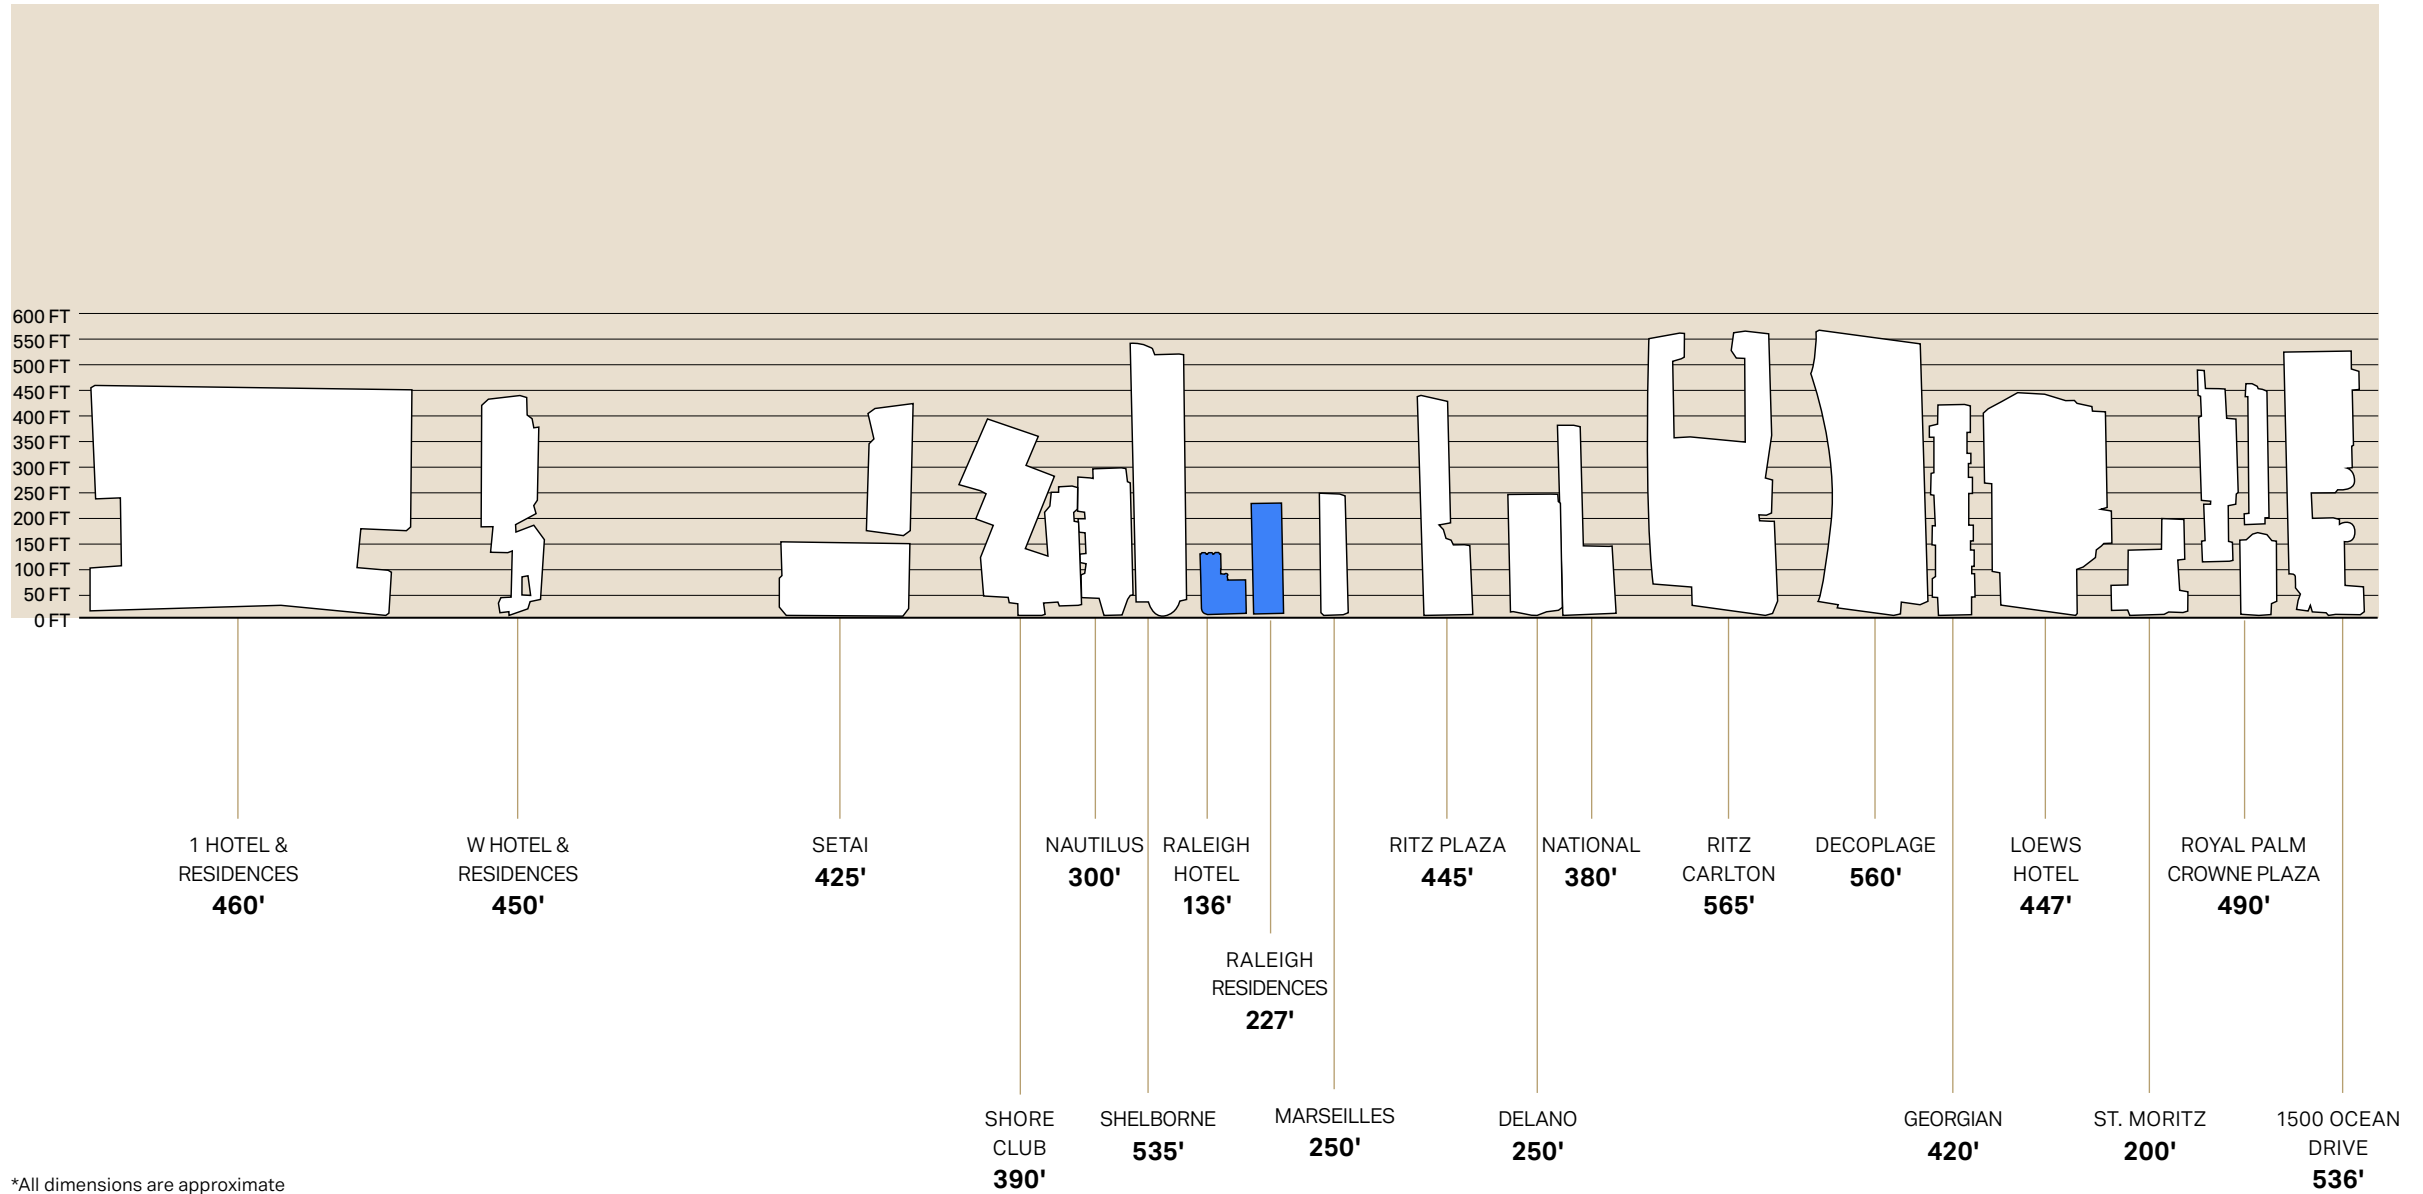 600 FT
550 FT
500 FT
450 FT
400 FT
350 FT
300 FT
250 FT
200 FT
150 FT
100 FT
50 FT
0 FT
1 HOTEL &
RESIDENCES
460'
W HOTEL &
RESIDENCES
450'
SETAI
425'
SHORE
CLUB
390'
NAUTILUS
300'
SHELBORNE
535'
RALEIGH
HOTEL
136'
RALEIGH
RESIDENCES
227'
MARSEILLES
250'
RITZ PLAZA
445'
DELANO
250'
NATIONAL
380'
RITZ
CARLTON
565'
DECOPLAGE
560'
GEORGIAN
420'
LOEWS
HOTEL
447'
ST. MORITZ
200'
ROYAL PALM
CROWNE PLAZA
490'
1500 OCEAN
DRIVE
536'
*All dimensions are approximate